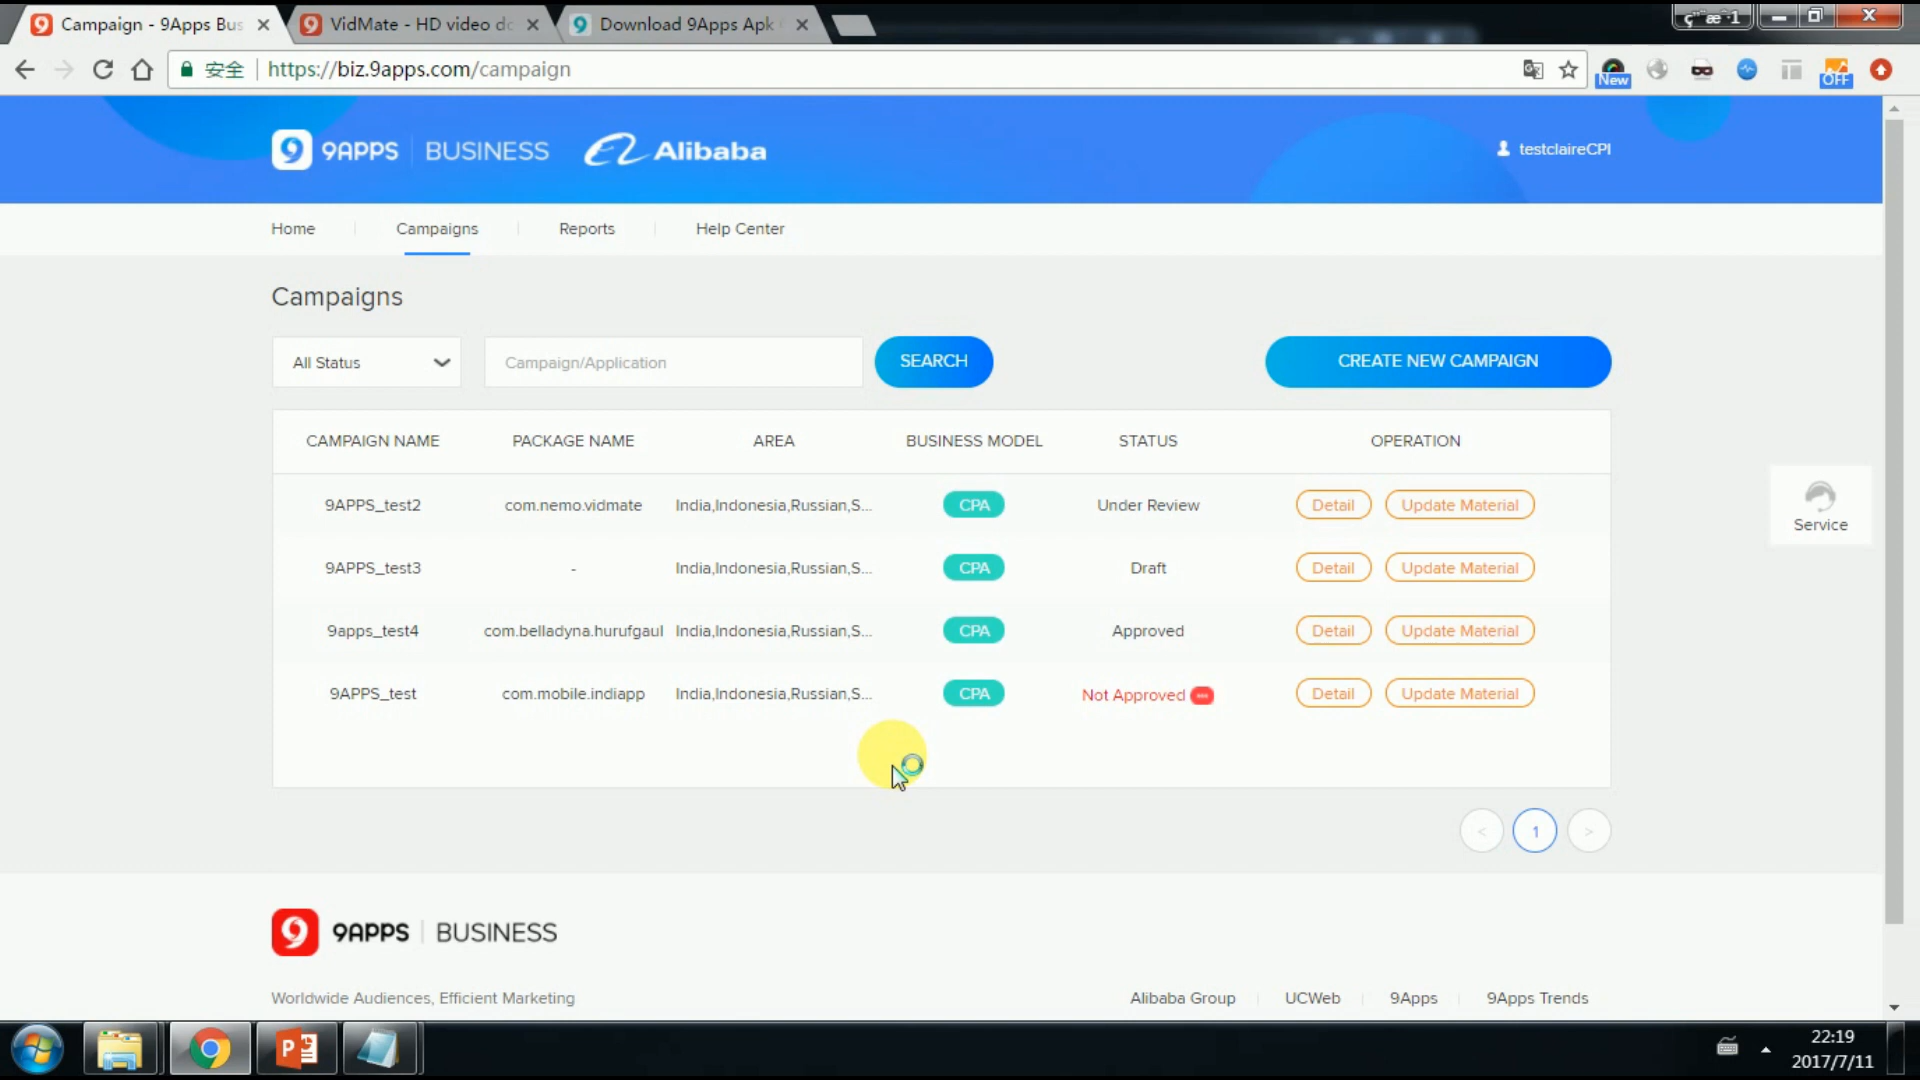 Campaign - 9Apps Bus
VidMate - HD video do
Download 9Apps Apk
安全
https://biz.9apps.com/campaign
New
OFF
9APPS BUSINESS Alibaba
testclaireCPI
Home
Campaigns
Reports
Help Center
Campaigns
All Status
Campaign/Application
SEARCH
CREATE NEW CAMPAIGN
CAMPAIGN NAME PACKAGE NAME AREA BUSINESS MODEL STATUS OPERATION
9APPS_test2 com.nemo.vidmate India,Indonesia,Russian,S... CPA Under Review Detail Update Material
9APPS_test3 - India,Indonesia,Russian,S... CPA Draft Detail Update Material
9apps_test4 com.belladyna.hurufgaul India,Indonesia,Russian,S... CPA Approved Detail Update Material
9APPS_test com.mobile.indiapp India,Indonesia,Russian,S... CPA Not Approved Detail Update Material
Service
< 1 >
9APPS BUSINESS
Worldwide Audiences, Efficient Marketing
Alibaba Group
UCWeb
9Apps
9Apps Trends
22:19
2017/7/11